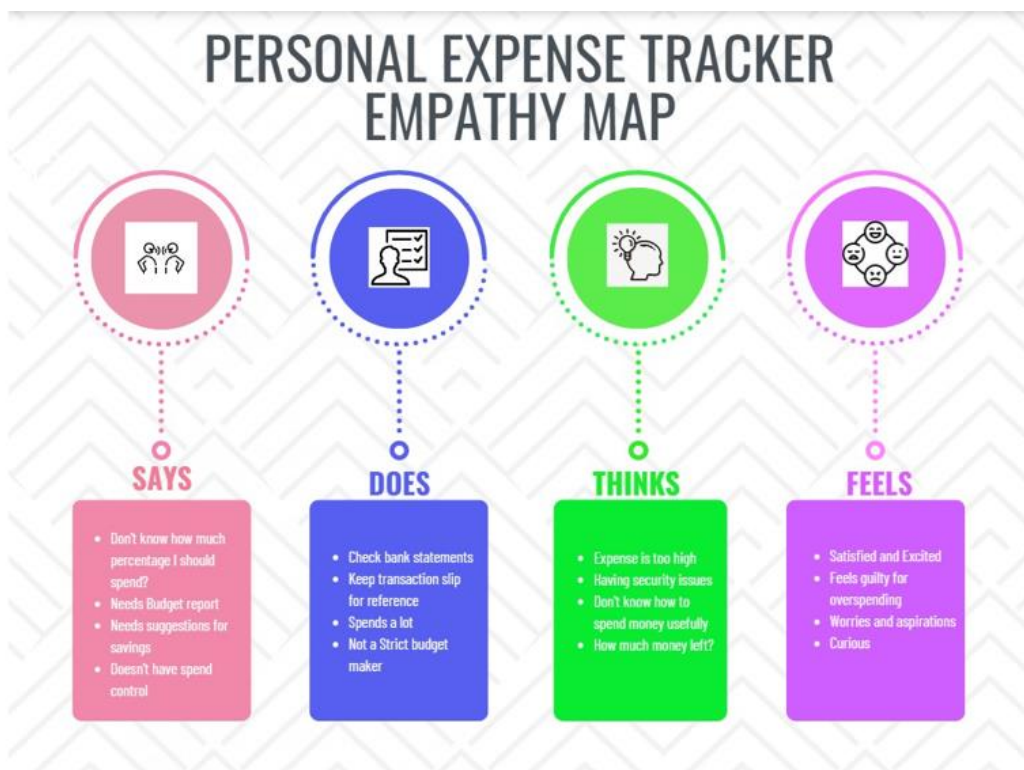 PERSONAL EXPENSE TRACKER
EMPATHY MAP
SAYS
• Don't know how much
percentage I should
spend?
• Needs Budget report
• Needs suggestions for
savings
• Doesn't have spend
control
DOES
• Check bank statements
• Keep transaction slip
for reference
• Spends a lot
• Not a Strict budget
maker
THINKS
• Expense is too high
• Having security issues
• Don't know how to
spend money usefully
• How much money left?
FEELS
• Satisfied and Excited
• Feels guilty for
overspending
• Worries and aspirations
• Curious